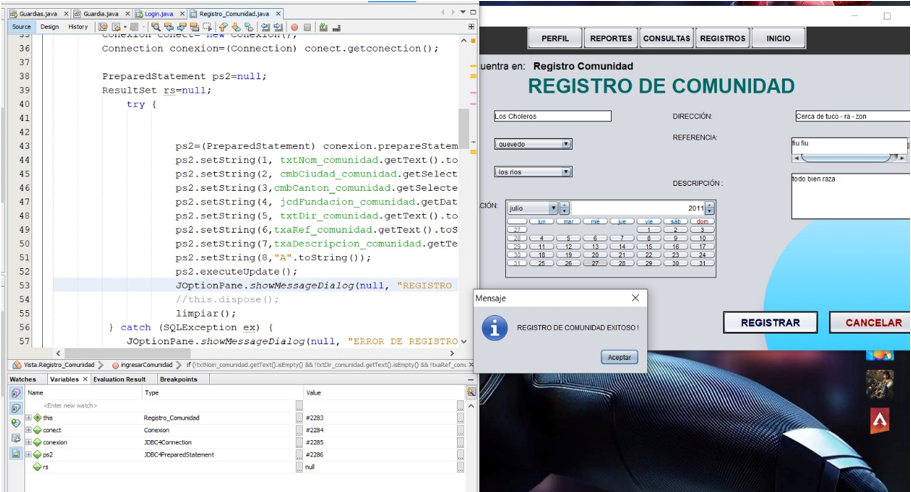 Guardias.java
Guardia.java
Login.java
Registro_Comunidad.java
Source
Design
History
35 Conexion conect= new Conexion();
36 Connection conexion=(Connection) conect.getconection();
37
38 PreparedStatement ps2=null;
39 ResultSet rs=null;
40 try {
41
42
43 ps2=(PreparedStatement) conexion.prepareStatem
44 ps2.setString(1, txtNom_comunidad.getText().to
45 ps2.setString(2, cmbCiudad_comunidad.getSelect
46 ps2.setString(3,cmbCanton_comunidad.getSelecte
47 ps2.setString(4, jcdFundacion_comunidad.getDat
48 ps2.setString(5, txtDir_comunidad.getText().to
49 ps2.setString(6,txaRef_comunidad.getText().toS
50 ps2.setString(7,txaDescripcion_comunidad.getTe
51 ps2.setString(8,"A".toString());
52 ps2.executeUpdate();
53 JOptionPane.showMessageDialog(null, "REGISTRO
54 //this.dispose();
55 limpiar();
56 } catch (SQLException ex) {
57 JOptionPane.showMessageDialog(null, "ERROR DE REGISTRO
Vista.Registro_Comunidad
ingresarComunidad
if (!txtNom_comunidad.getText().isEmpty() && !txtDir_comunidad.getText().isEmpty() && !txaRef_comu
Watches
Variables
Evaluation Result
Breakpoints
Name Type Value
<Enter new watch>
this Registro_Comunidad #2283
conect Conexion #2284
conexion JDBC4Connection #2285
ps2 JDBC4PreparedStatement #2286
rs null
PERFIL REPORTES CONSULTAS REGISTROS INICIO
uentra en: Registro Comunidad
REGISTRO DE COMUNIDAD
Los Choleros
DIRECCIÓN:
Cerca de tuco - ra - zon
REFERENCIA:
fiu fiu
quevedo
los rios
DESCRIPCIÓN :
todo bien raza
CIÓN:
julio 2011
lun mar mié jue vie sáb dom
27 1 2 3
28 4 5 6 7 8 9 10
29 11 12 13 14 15 16 17
30 18 19 20 21 22 23 24
31 25 26 27 28 29 30 31
Mensaje
REGISTRO DE COMUNIDAD EXITOSO !
Aceptar
REGISTRAR
CANCELAR